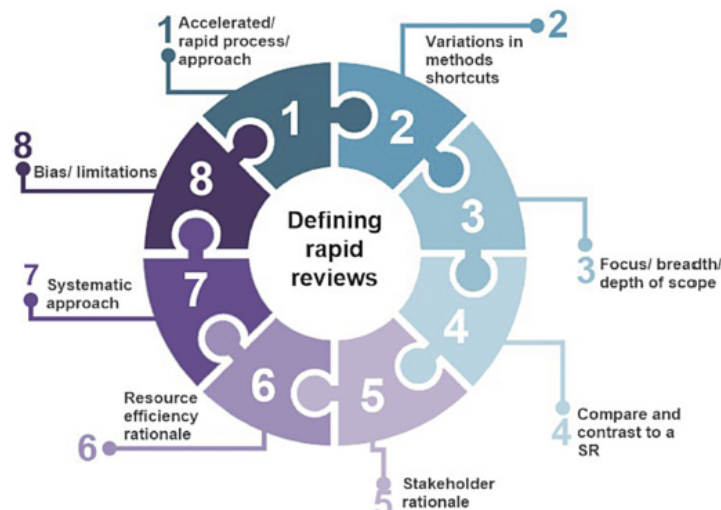 1
Accelerated/
rapid process/
approach
2
Variations in
methods
shortcuts
3
Focus/ breadth/
depth of scope
4
Compare and
contrast to a
SR
5
Stakeholder
rationale
6
Resource
efficiency
rationale
7
Systematic
approach
8
Bias/ limitations
1
2
3
4
5
6
7
8
Defining
rapid
reviews